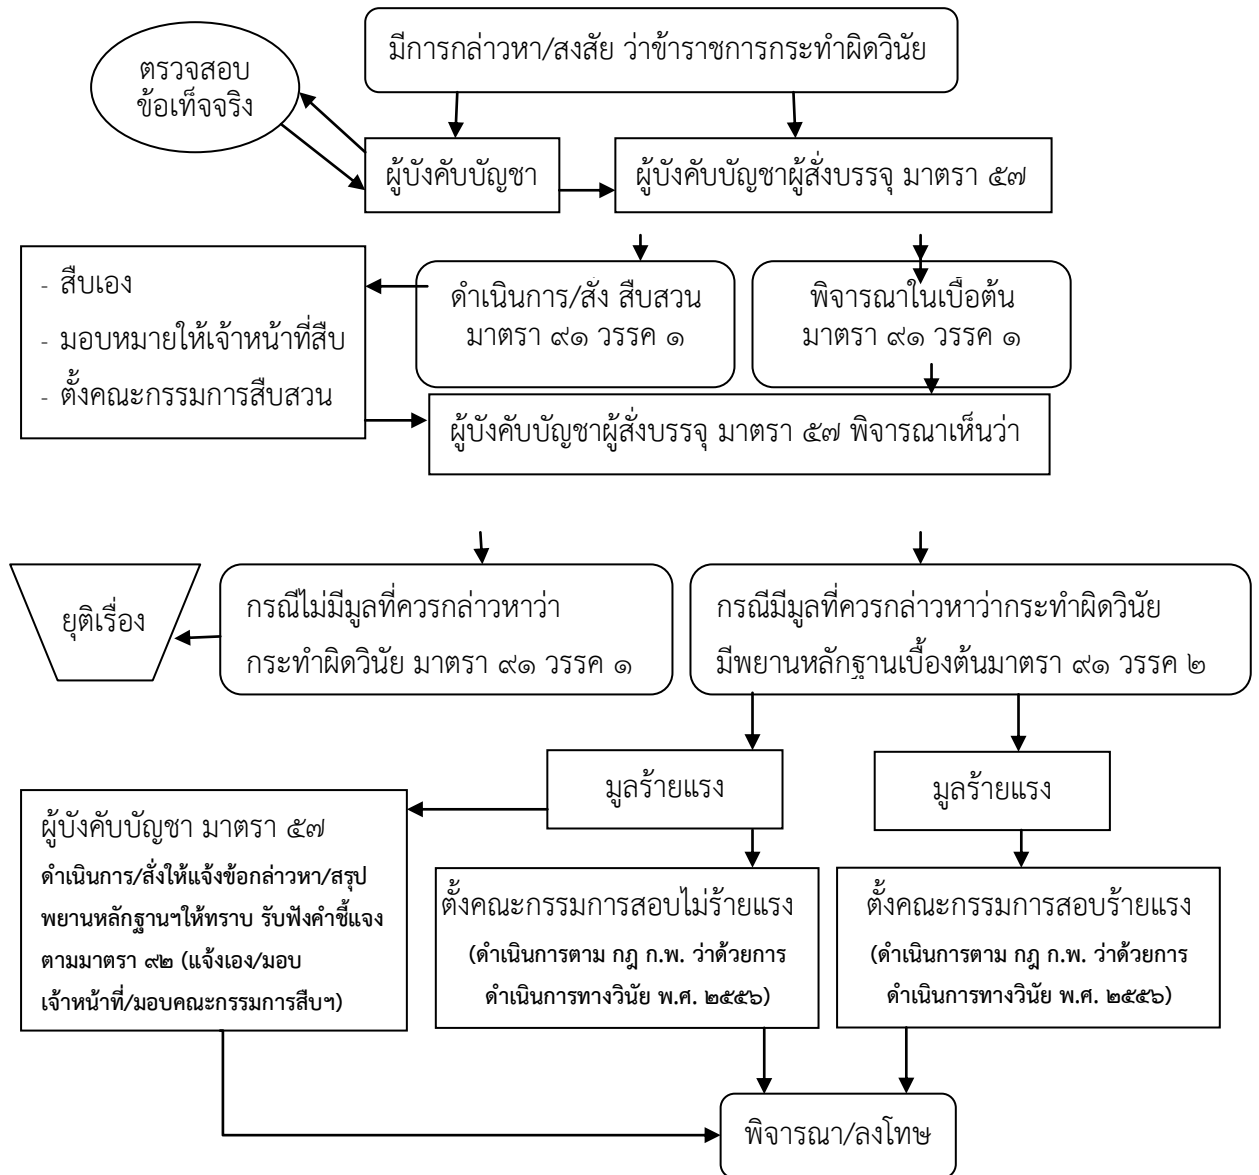 มีการกล่าวหา/สงสัย ว่าข้าราชการกระทำผิดวินัย
ตรวจสอบ
ข้อเท็จจริง
ผู้บังคับบัญชา
ผู้บังคับบัญชาผู้สั่งบรรจุ มาตรา ๕๗
- สืบเอง
- มอบหมายให้เจ้าหน้าที่สืบ
- ตั้งคณะกรรมการสืบสวน
ดำเนินการ/สั่ง สืบสวน
มาตรา ๙๑ วรรค ๑
พิจารณาในเบื้อต้น
มาตรา ๙๑ วรรค ๑
ผู้บังคับบัญชาผู้สั่งบรรจุ มาตรา ๕๗ พิจารณาเห็นว่า
ยุติเรื่อง
กรณีไม่มีมูลที่ควรกล่าวหาว่า
กระทำผิดวินัย มาตรา ๙๑ วรรค ๑
กรณีมีมูลที่ควรกล่าวหาว่ากระทำผิดวินัย
มีพยานหลักฐานเบื้องต้นมาตรา ๙๑ วรรค ๒
มูลร้ายแรง
มูลร้ายแรง
ผู้บังคับบัญชา มาตรา ๕๗
ดำเนินการ/สั่งให้แจ้งข้อกล่าวหา/สรุป
พยานหลักฐานฯให้ทราบ รับฟังคำชี้แจง
ตามมาตรา ๙๒ (แจ้งเอง/มอบ
เจ้าหน้าที่/มอบคณะกรรมการสืบฯ)
ตั้งคณะกรรมการสอบไม่ร้ายแรง
(ดำเนินการตาม กฎ ก.พ. ว่าด้วยการ
ดำเนินการทางวินัย พ.ศ. ๒๕๕๖)
ตั้งคณะกรรมการสอบร้ายแรง
(ดำเนินการตาม กฎ ก.พ. ว่าด้วยการ
ดำเนินการทางวินัย พ.ศ. ๒๕๕๖)
พิจารณา/ลงโทษ